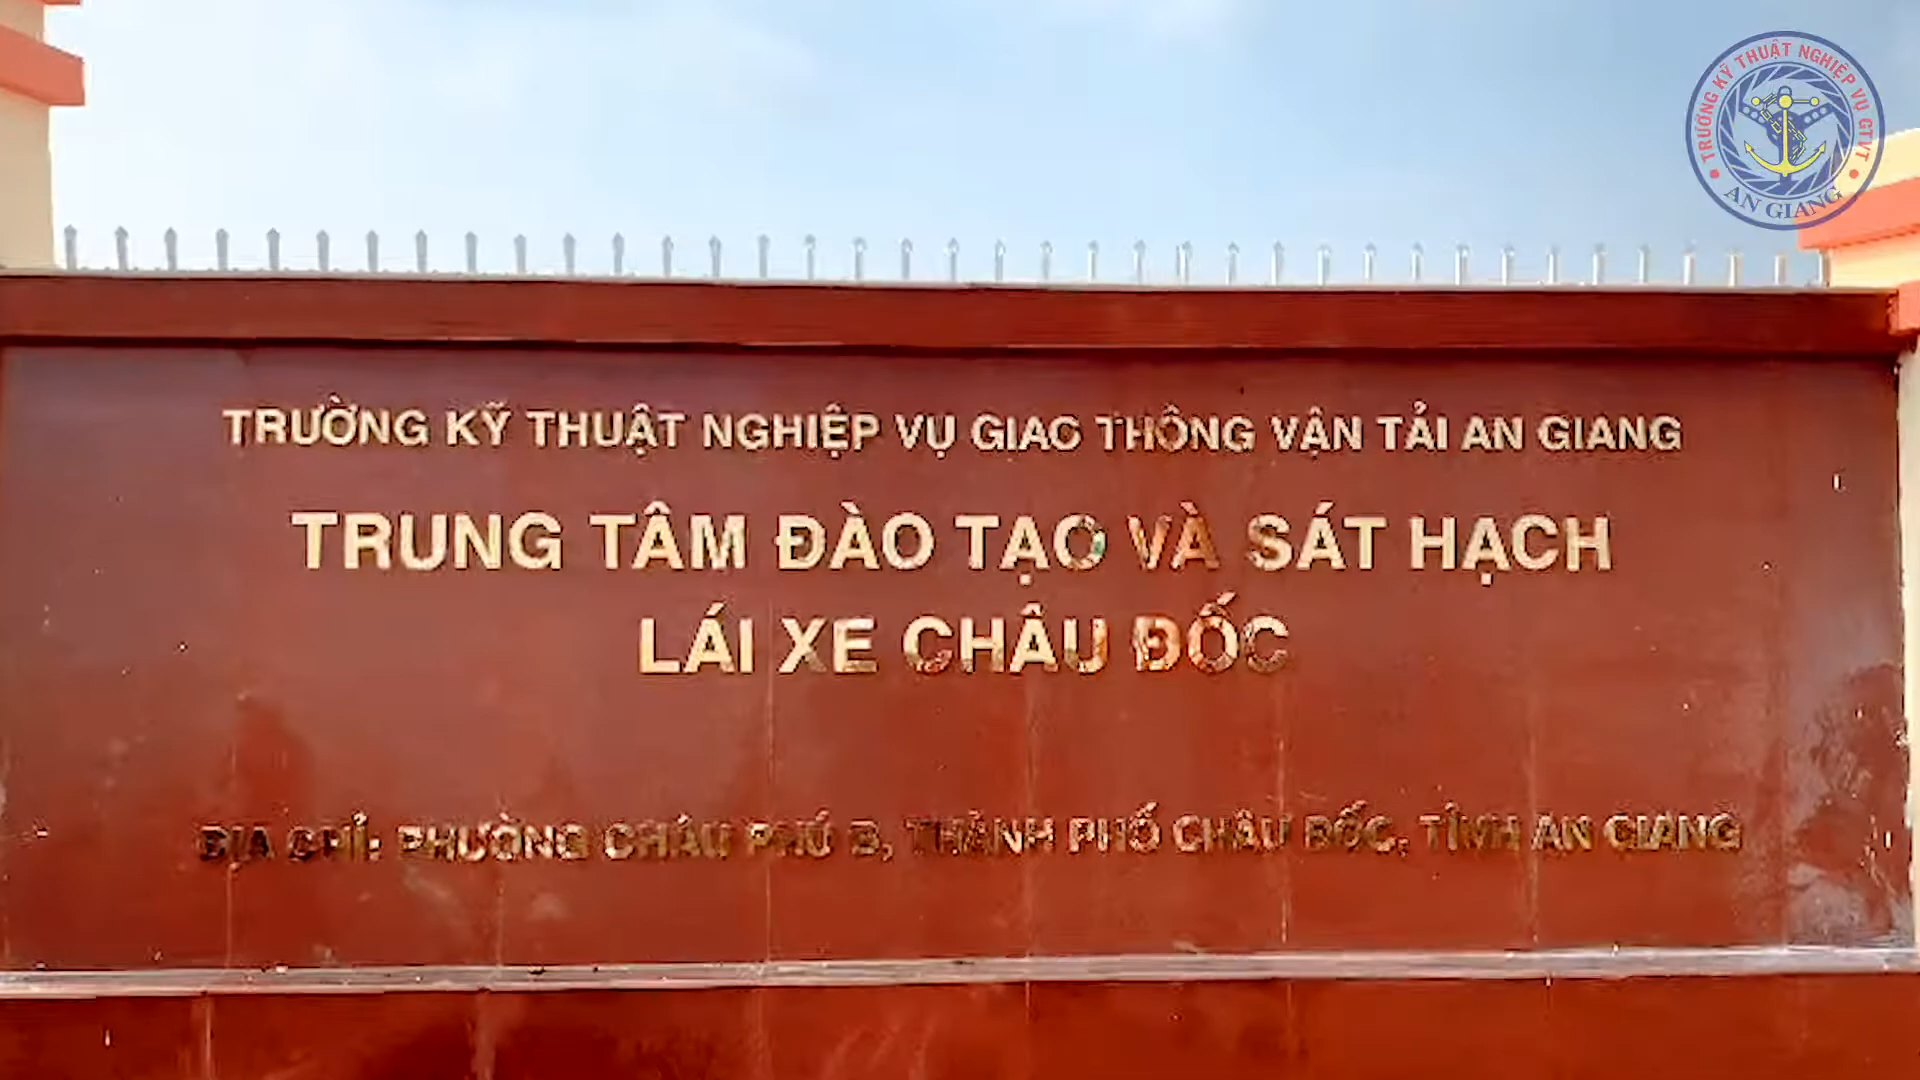 TRƯỜNG KỸ THUẬT NGHIỆP VỤ GTVT
AN GIANG
TRƯỜNG KỸ THUẬT NGHIỆP VỤ GIAO THÔNG VẬN TẢI AN GIANG
TRUNG TÂM ĐÀO TẠO VÀ SÁT HẠCH
LÁI XE CHÂU ĐỐC
ĐỊA CHỈ: PHƯỜNG CHÂU PHÚ B, THÀNH PHỐ CHÂU ĐỐC, TỈNH AN GIANG